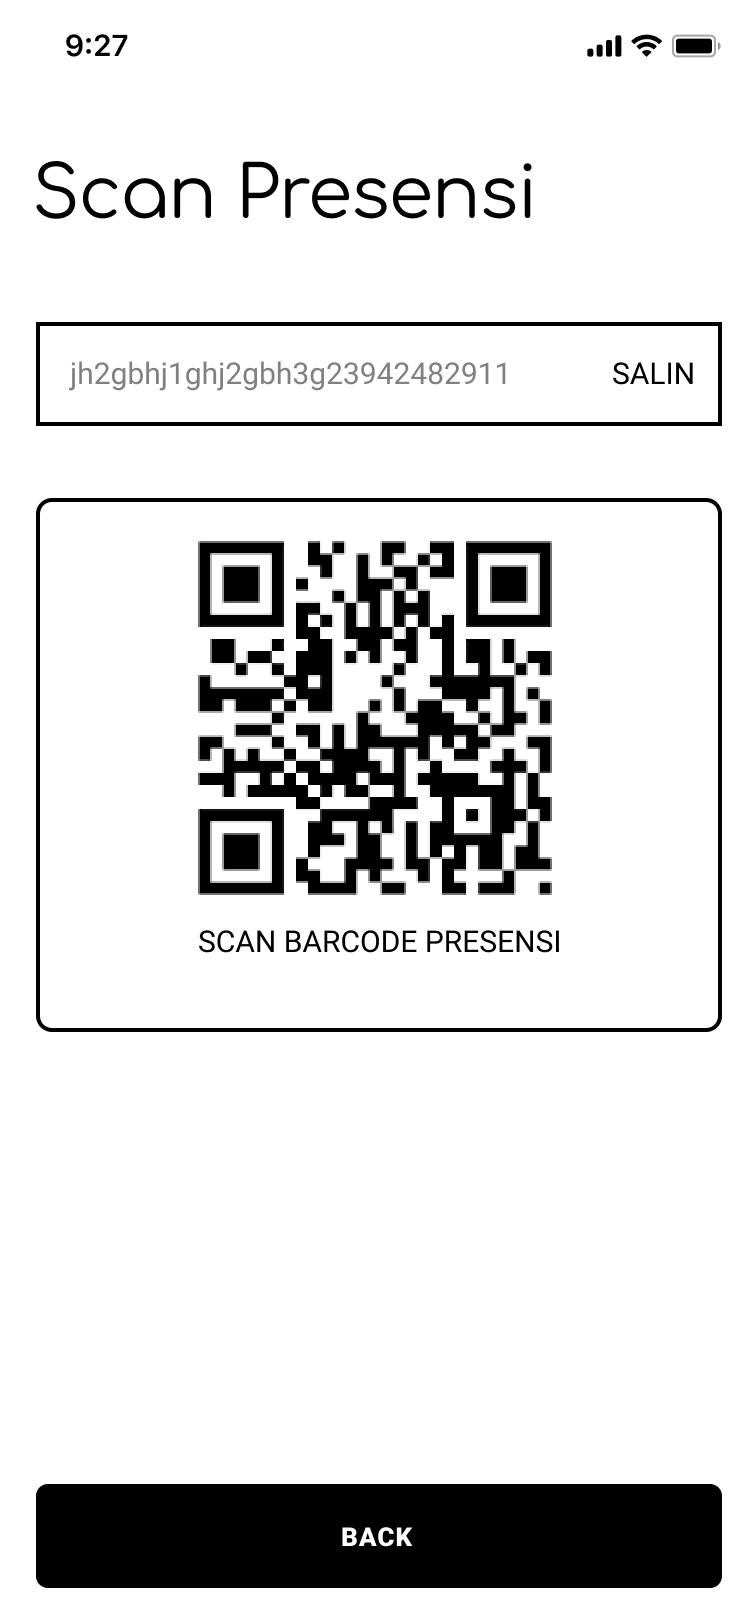 9:27
Scan Presensi
jh2gbhj1ghj2gbh3g23942482911 SALIN
SCAN BARCODE PRESENSI
BACK